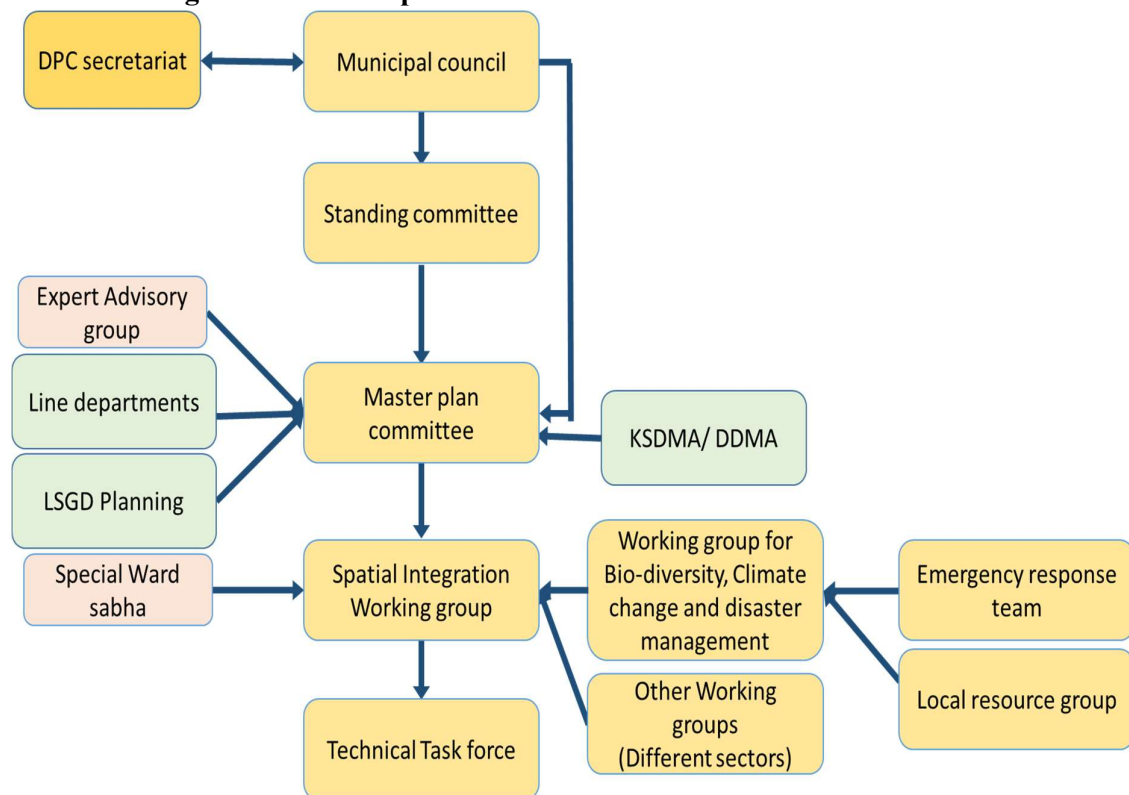 DPC secretariat
Municipal council
Standing committee
Expert Advisory
group
Line departments
LSGD Planning
Master plan
committee
KSDMA/ DDMA
Special Ward
sabha
Spatial Integration
Working group
Working group for
Bio-diversity, Climate
change and disaster
management
Emergency response
team
Local resource group
Other Working
groups
(Different sectors)
Technical Task force